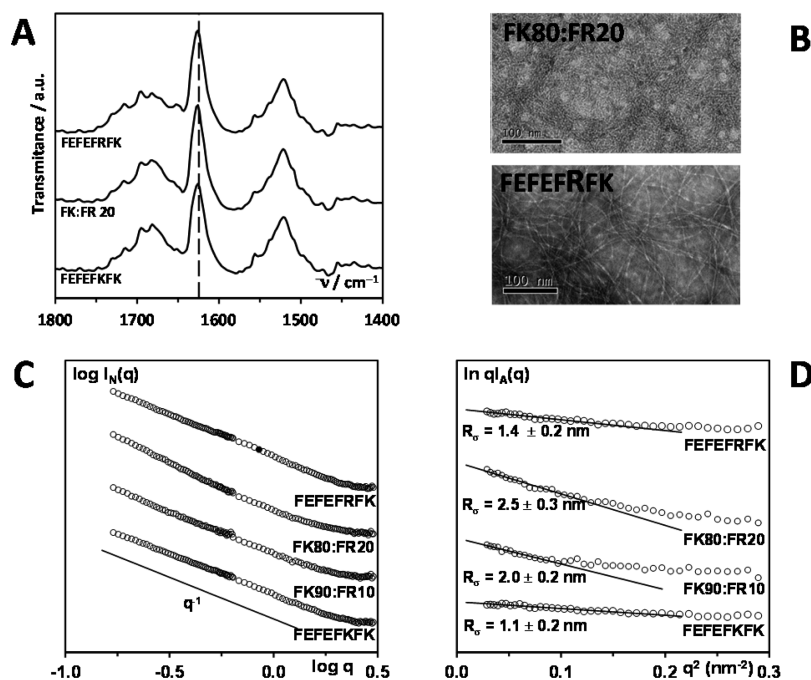 A
Transmitance / a.u.
FEFEFRFK
FK:FR 20
FEFEFKFK
ν / cm⁻¹
1800 1700 1600 1500 1400
B
FK80:FR20
100 nm
FEFEFRFK
100 nm
C
log I_N(q)
FEFEFRFK
FK80:FR20
FK90:FR10
FEFEFKFK
q⁻¹
log q
-1.0 -0.5 0.0 0.5
D
ln qI_A(q)
R_σ = 1.4 ± 0.2 nm
FEFEFRFK
R_σ = 2.5 ± 0.3 nm
FK80:FR20
R_σ = 2.0 ± 0.2 nm
FK90:FR10
R_σ = 1.1 ± 0.2 nm
FEFEFKFK
0.0 0.1 0.2 0.3
q² (nm⁻²)